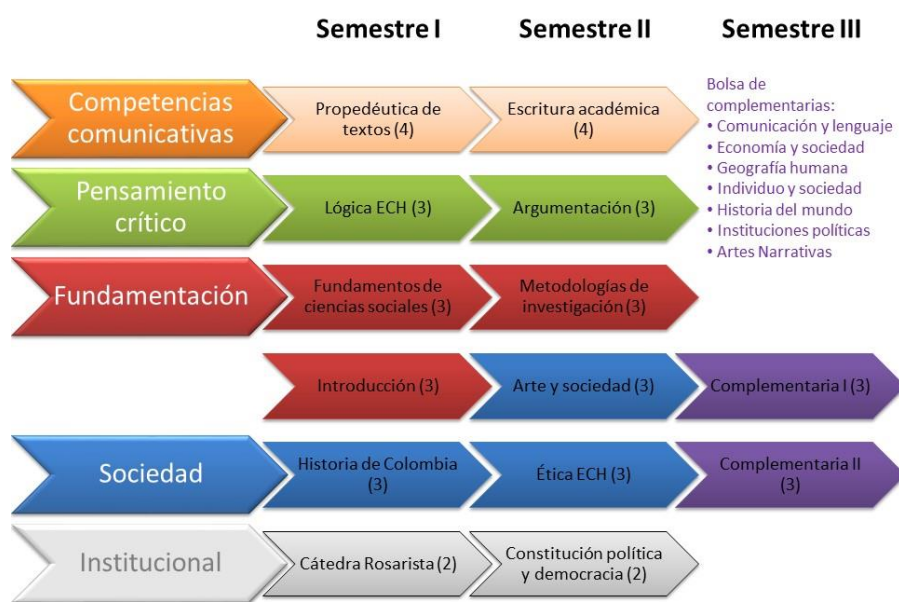 Semestre I
Semestre II
Semestre III
Competencias
comunicativas
Propedéutica de
textos (4)
Escritura académica
(4)
Bolsa de
complementarias:
• Comunicación y lenguaje
• Economía y sociedad
• Geografía humana
• Individuo y sociedad
• Historia del mundo
• Instituciones políticas
• Artes Narrativas
Pensamiento
crítico
Lógica ECH (3)
Argumentación (3)
Fundamentación
Fundamentos de
ciencias sociales (3)
Metodologías de
investigación (3)
Introducción (3)
Arte y sociedad (3)
Complementaria I (3)
Sociedad
Historia de Colombia
(3)
Ética ECH (3)
Complementaria II
(3)
Institucional
Cátedra Rosarista (2)
Constitución política
y democracia (2)